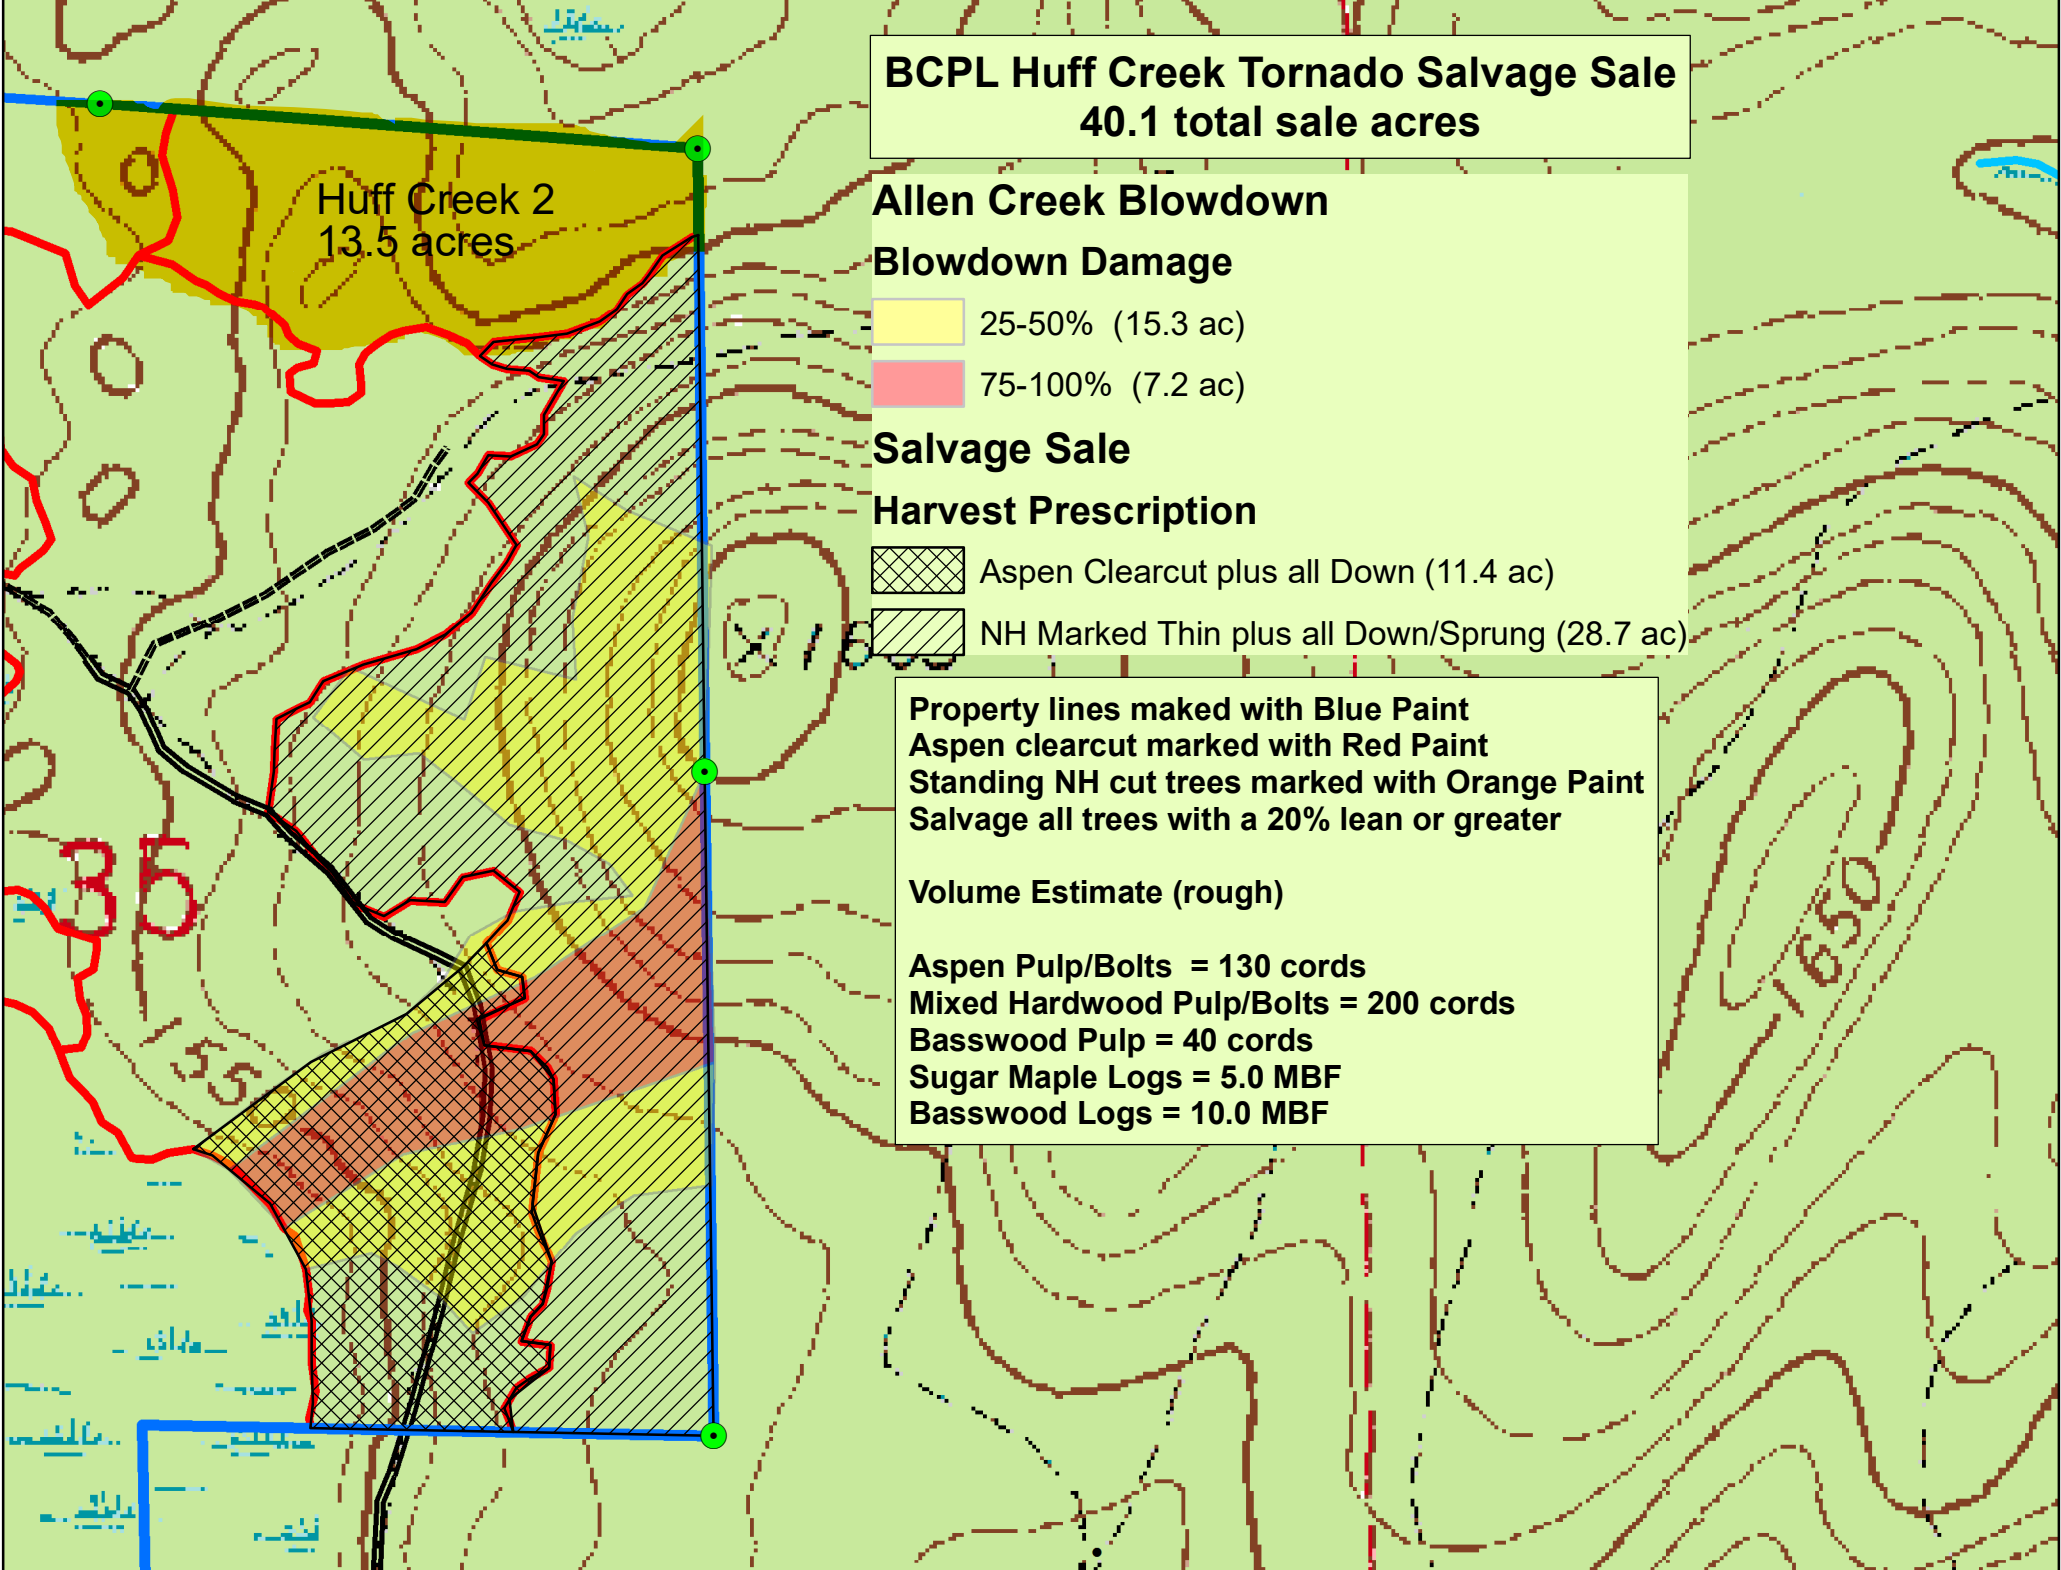 BCPL Huff Creek Tornado Salvage Sale
40.1 total sale acres
Huff Creek 2
13.5 acres
Allen Creek Blowdown
Blowdown Damage
25-50% (15.3 ac)
75-100% (7.2 ac)
Salvage Sale
Harvest Prescription
Aspen Clearcut plus all Down (11.4 ac)
NH Marked Thin plus all Down/Sprung (28.7 ac)
Property lines maked with Blue Paint
Aspen clearcut marked with Red Paint
Standing NH cut trees marked with Orange Paint
Salvage all trees with a 20% lean or greater
Volume Estimate (rough)
Aspen Pulp/Bolts = 130 cords
Mixed Hardwood Pulp/Bolts = 200 cords
Basswood Pulp = 40 cords
Sugar Maple Logs = 5.0 MBF
Basswood Logs = 10.0 MBF
35
1650
1550